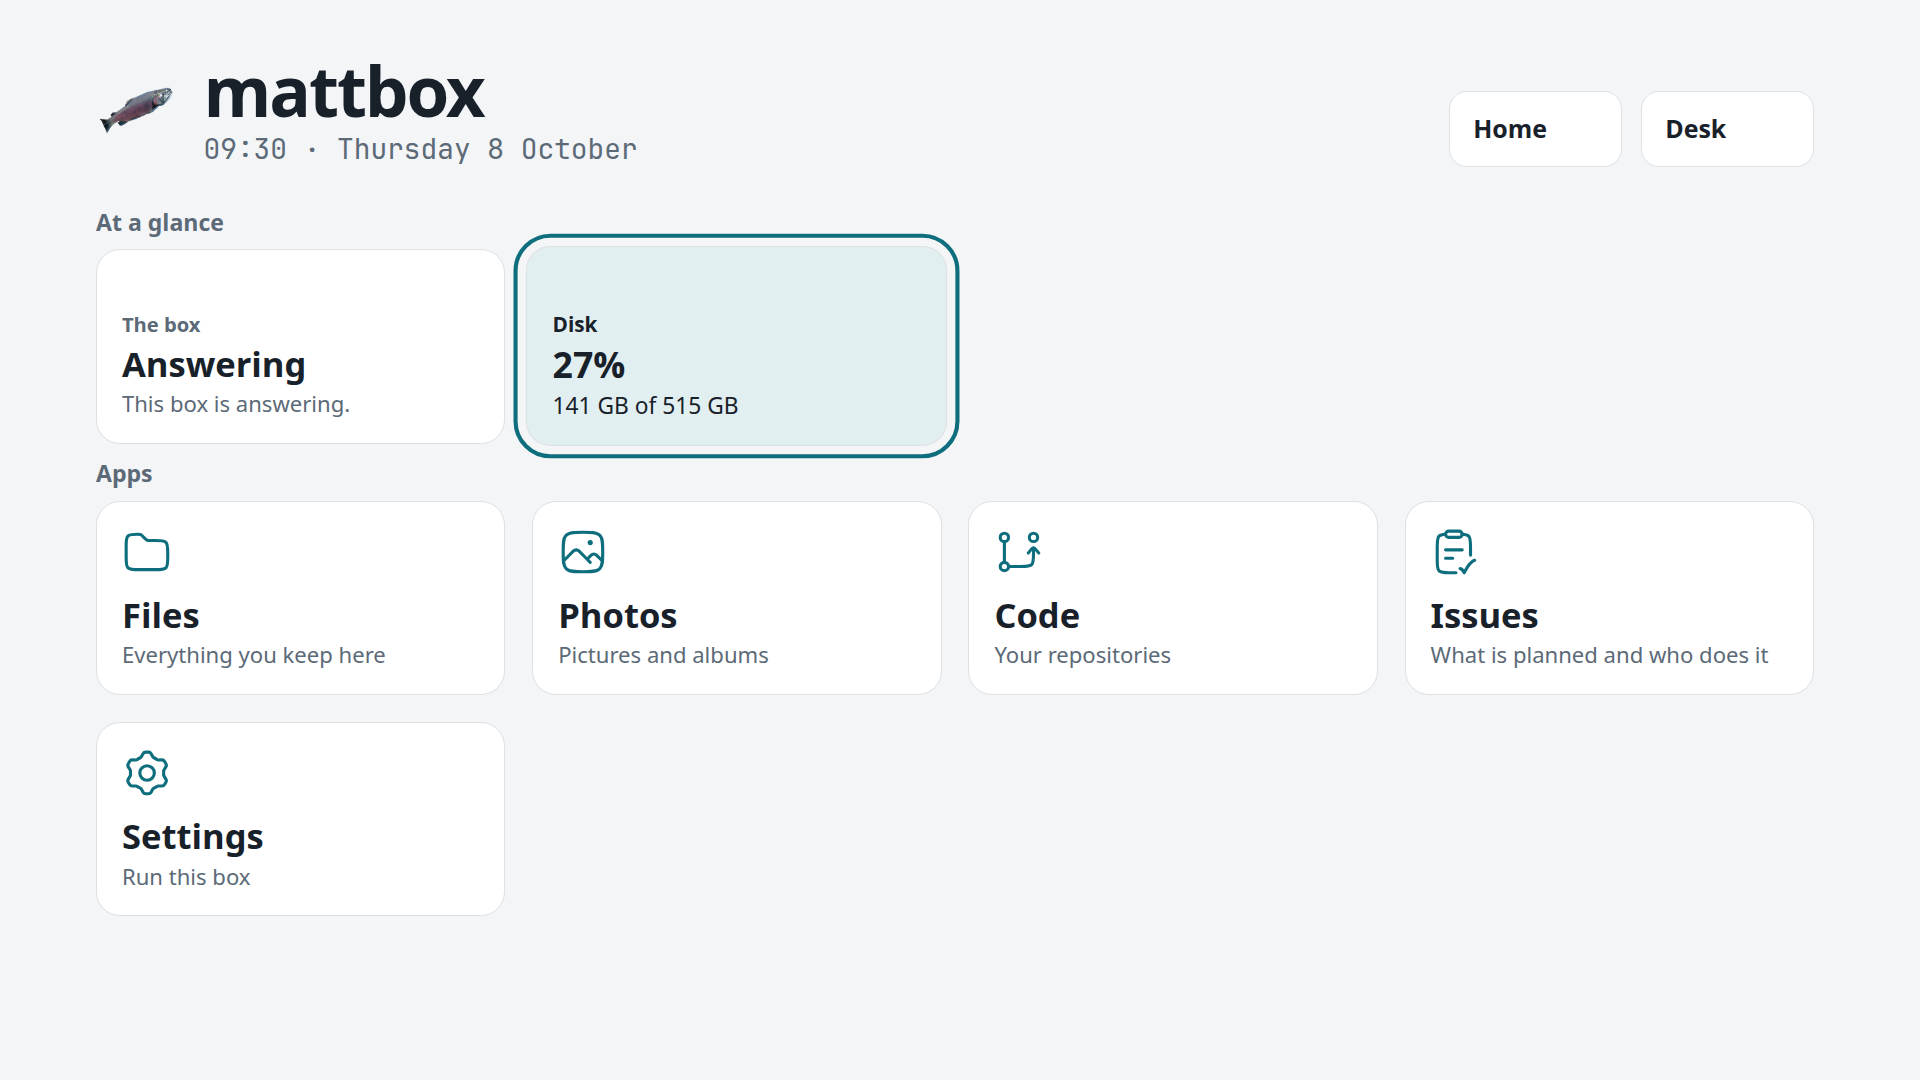 mattbox
09:30 · Thursday 8 October
Home
Desk
At a glance
The box
Answering
This box is answering.
Disk
27%
141 GB of 515 GB
Apps
Files
Everything you keep here
Photos
Pictures and albums
Code
Your repositories
Issues
What is planned and who does it
Settings
Run this box